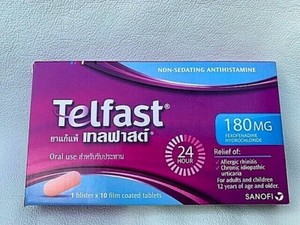 NON-SEDATING ANTIHISTAMINE
Telfast®
ยาแก้แพ้ เทลฟาสต์®
180MG
FEXOFENADINE
HYDROCHLORIDE
Oral use สำหรับรับประทาน
24
HOUR
Relief of:
✓ Allergic rhinitis
✓ Chronic idiopathic
urticaria
For adults and children
12 years of age and older.
1 blister x 10 film coated tablets
SANOFI